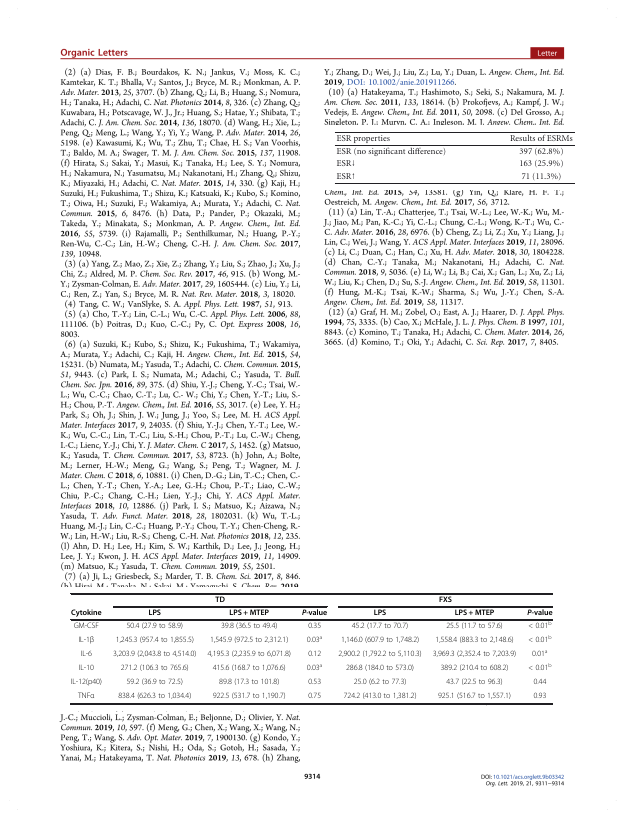 Organic Letters
Letter
(2) (a) Dias, F. B.; Bourdakos, K. N.; Jankus, V.; Moss, K. C.;
Kamtekar, K. T.; Bhalla, V.; Santos, J.; Bryce, M. R.; Monkman, A. P.
Adv. Mater. 2013, 25, 3707. (b) Zhang, Q.; Li, B.; Huang, S.; Nomura,
H.; Tanaka, H.; Adachi, C. Nat. Photonics 2014, 8, 326. (c) Zhang, Q.;
Kuwabara, H.; Potscavage, W. J., Jr.; Huang, S.; Hatae, Y.; Shibata, T.;
Adachi, C. J. Am. Chem. Soc. 2014, 136, 18070. (d) Wang, H.; Xie, L.;
Peng, Q.; Meng, L.; Wang, Y.; Yi, Y.; Wang, P. Adv. Mater. 2014, 26,
5198. (e) Kawasumi, K.; Wu, T.; Zhu, T.; Chae, H. S.; Van Voorhis,
T.; Baldo, M. A.; Swager, T. M. J. Am. Chem. Soc. 2015, 137, 11908.
(f) Hirata, S.; Sakai, Y.; Masui, K.; Tanaka, H.; Lee, S. Y.; Nomura,
H.; Nakamura, N.; Yasumatsu, M.; Nakanotani, H.; Zhang, Q.; Shizu,
K.; Miyazaki, H.; Adachi, C. Nat. Mater. 2015, 14, 330. (g) Kaji, H.;
Suzuki, H.; Fukushima, T.; Shizu, K.; Katsuaki, K.; Kubo, S.; Komino,
T.; Oiwa, H.; Suzuki, F.; Wakamiya, A.; Murata, Y.; Adachi, C. Nat.
Commun. 2015, 6, 8476. (h) Data, P.; Pander, P.; Okazaki, M.;
Takeda, Y.; Minakata, S.; Monkman, A. P. Angew. Chem., Int. Ed.
2016, 55, 5739. (i) Rajamalli, P.; Senthilkumar, N.; Huang, P.-Y.;
Ren-Wu, C.-C.; Lin, H.-W.; Cheng, C.-H. J. Am. Chem. Soc. 2017,
139, 10948.
(3) (a) Yang, Z.; Mao, Z.; Xie, Z.; Zhang, Y.; Liu, S.; Zhao, J.; Xu, J.;
Chi, Z.; Aldred, M. P. Chem. Soc. Rev. 2017, 46, 915. (b) Wong, M.-
Y.; Zysman-Colman, E. Adv. Mater. 2017, 29, 1605444. (c) Liu, Y.; Li,
C.; Ren, Z.; Yan, S.; Bryce, M. R. Nat. Rev. Mater. 2018, 3, 18020.
(4) Tang, C. W.; VanSlyke, S. A. Appl. Phys. Lett. 1987, 51, 913.
(5) (a) Cho, T.-Y.; Lin, C.-L.; Wu, C.-C. Appl. Phys. Lett. 2006, 88,
111106. (b) Poitras, D.; Kuo, C.-C.; Py, C. Opt. Express 2008, 16,
8003.
(6) (a) Suzuki, K.; Kubo, S.; Shizu, K.; Fukushima, T.; Wakamiya,
A.; Murata, Y.; Adachi, C.; Kaji, H. Angew. Chem., Int. Ed. 2015, 54,
15231. (b) Numata, M.; Yasuda, T.; Adachi, C. Chem. Commun. 2015,
51, 9443. (c) Park, I. S.; Numata, M.; Adachi, C.; Yasuda, T. Bull.
Chem. Soc. Jpn. 2016, 89, 375. (d) Shiu, Y.-J.; Cheng, Y.-C.; Tsai, W.-
L.; Wu, C.-C.; Chao, C.-T.; Lu, C.- W.; Chi, Y.; Chen, Y.-T.; Liu, S.-
H.; Chou, P.-T. Angew. Chem., Int. Ed. 2016, 55, 3017. (e) Lee, Y. H.;
Park, S.; Oh, J.; Shin, J. W.; Jung, J.; Yoo, S.; Lee, M. H. ACS Appl.
Mater. Interfaces 2017, 9, 24035. (f) Shiu, Y.-J.; Chen, Y.-T.; Lee, W.-
K.; Wu, C.-C.; Lin, T.-C.; Liu, S.-H.; Chou, P.-T.; Lu, C.-W.; Cheng,
I.-C.; Lienc, Y.-J.; Chi, Y. J. Mater. Chem. C 2017, 5, 1452. (g) Matsuo,
K.; Yasuda, T. Chem. Commun. 2017, 53, 8723. (h) John, A.; Bolte,
M.; Lerner, H.-W.; Meng, G.; Wang, S.; Peng, T.; Wagner, M. J.
Mater. Chem. C 2018, 6, 10881. (i) Chen, D.-G.; Lin, T.-C.; Chen, C.-
L.; Chen, Y.-T.; Chen, Y.-A.; Lee, G.-H.; Chou, P.-T.; Liao, C.-W.;
Chiu, P.-C.; Chang, C.-H.; Lien, Y.-J.; Chi, Y. ACS Appl. Mater.
Interfaces 2018, 10, 12886. (j) Park, I. S.; Matsuo, K.; Aizawa, N.;
Yasuda, T. Adv. Funct. Mater. 2018, 28, 1802031. (k) Wu, T.-L.;
Huang, M.-J.; Lin, C.-C.; Huang, P.-Y.; Chou, T.-Y.; Chen-Cheng, R.-
W.; Lin, H.-W.; Liu, R.-S.; Cheng, C.-H. Nat. Photonics 2018, 12, 235.
(l) Ahn, D. H.; Lee, H.; Kim, S. W.; Karthik, D.; Lee, J.; Jeong, H.;
Lee, J. Y.; Kwon, J. H. ACS Appl. Mater. Interfaces 2019, 11, 14909.
(m) Matsuo, K.; Yasuda, T. Chem. Commun. 2019, 55, 2501.
(7) (a) Ji, L.; Griesbeck, S.; Marder, T. B. Chem. Sci. 2017, 8, 846.
(b) Hirai, M.; Tanaka, N.; Sakai, M.; Yamaguchi, S. Chem. Rev. 2019,
TD FXS
Cytokine LPS LPS + MTEP P-value LPS LPS + MTEP P-value
GM-CSF 50.4 (27.9 to 58.9) 39.8 (36.5 to 49.4) 0.35 45.2 (17.7 to 70.7) 25.5 (11.7 to 57.6) < 0.01b
IL-1β 1,245.3 (957.4 to 1,855.5) 1,545.9 (972.5 to 2,312.1) 0.03a 1,146.0 (607.9 to 1,748.2) 1,558.4 (883.3 to 2,148.6) < 0.01b
IL-6 3,203.9 (2,043.8 to 4,514.0) 4,195.3 (2,235.9 to 6,071.8) 0.12 2,900.2 (1,792.2 to 5,110.3) 3,969.3 (2,352.4 to 7,203.9) 0.01a
IL-10 271.2 (106.3 to 765.6) 415.6 (168.7 to 1,076.6) 0.03a 286.8 (184.0 to 573.0) 389.2 (210.4 to 608.2) < 0.01b
IL-12(p40) 59.2 (36.9 to 72.5) 89.8 (17.3 to 101.8) 0.53 25.0 (6.2 to 77.3) 43.7 (22.5 to 96.3) 0.44
TNFα 838.4 (626.3 to 1,034.4) 922.5 (531.7 to 1,190.7) 0.75 724.2 (413.0 to 1,381.2) 925.1 (516.7 to 1,557.1) 0.93
J.-C.; Muccioli, L.; Zysman-Colman, E.; Beljonne, D.; Olivier, Y. Nat.
Commun. 2019, 10, 597. (f) Meng, G.; Chen, X.; Wang, X.; Wang, N.;
Peng, T.; Wang, S. Adv. Opt. Mater. 2019, 7, 1900130. (g) Kondo, Y.;
Yoshiura, K.; Kitera, S.; Nishi, H.; Oda, S.; Gotoh, H.; Sasada, Y.;
Yanai, M.; Hatakeyama, T. Nat. Photonics 2019, 13, 678. (h) Zhang,
Y.; Zhang, D.; Wei, J.; Liu, Z.; Lu, Y.; Duan, L. Angew. Chem., Int. Ed.
2019, DOI: 10.1002/anie.201911266.
(10) (a) Hatakeyama, T.; Hashimoto, S.; Seki, S.; Nakamura, M. J.
Am. Soc. Chem. 2011, 133, 18614. (b) Prokofjevs, A.; Kampf, J. W.;
Vedejs, E. Angew. Chem., Int. Ed. 2011, 50, 2098. (c) Del Grosso, A.;
Singleton, P. J.; Muryn, C. A.; Ingleson, M. J. Angew. Chem., Int. Ed.
ESR properties Results of ESRMs
ESR (no significant difference) 397 (62.8%)
ESR↓ 163 (25.9%)
ESR↑ 71 (11.3%)
Chem., Int. Ed. 2015, 54, 13581. (g) Yin, Q.; Klare, H. F. T.;
Oestreich, M. Angew. Chem., Int. Ed. 2017, 56, 3712.
(11) (a) Lin, T.-A.; Chatterjee, T.; Tsai, W.-L.; Lee, W.-K.; Wu, M.-
J.; Jiao, M.; Pan, K.-C.; Yi, C.-L.; Chung, C.-L.; Wong, K.-T.; Wu, C.-
C. Adv. Mater. 2016, 28, 6976. (b) Cheng, Z.; Li, Z.; Xu, Y.; Liang, J.;
Lin, C.; Wei, J.; Wang, Y. ACS Appl. Mater. Interfaces 2019, 11, 28096.
(c) Li, C.; Duan, C.; Han, C.; Xu, H. Adv. Mater. 2018, 30, 1804228.
(d) Chan, C.-Y.; Tanaka, M.; Nakanotani, H.; Adachi, C. Nat.
Commun. 2018, 9, 5036. (e) Li, W.; Li, B.; Cai, X.; Gan, L.; Xu, Z.; Li,
W.; Liu, K.; Chen, D.; Su, S.-J. Angew. Chem., Int. Ed. 2019, 58, 11301.
(f) Hung, M.-K.; Tsai, K.-W.; Sharma, S.; Wu, J.-Y.; Chen, S.-A.
Angew. Chem., Int. Ed. 2019, 58, 11317.
(12) (a) Graf, H. M.; Zobel, O.; East, A. J.; Haarer, D. J. Appl. Phys.
1994, 75, 3335. (b) Cao, X.; McHale, J. L. J. Phys. Chem. B 1997, 101,
8843. (c) Komino, T.; Tanaka, H.; Adachi, C. Chem. Mater. 2014, 26,
3665. (d) Komino, T.; Oki, Y.; Adachi, C. Sci. Rep. 2017, 7, 8405.
9314
DOI: 10.1021/acs.orglett.9b03342
Org. Lett. 2019, 21, 9311−9314